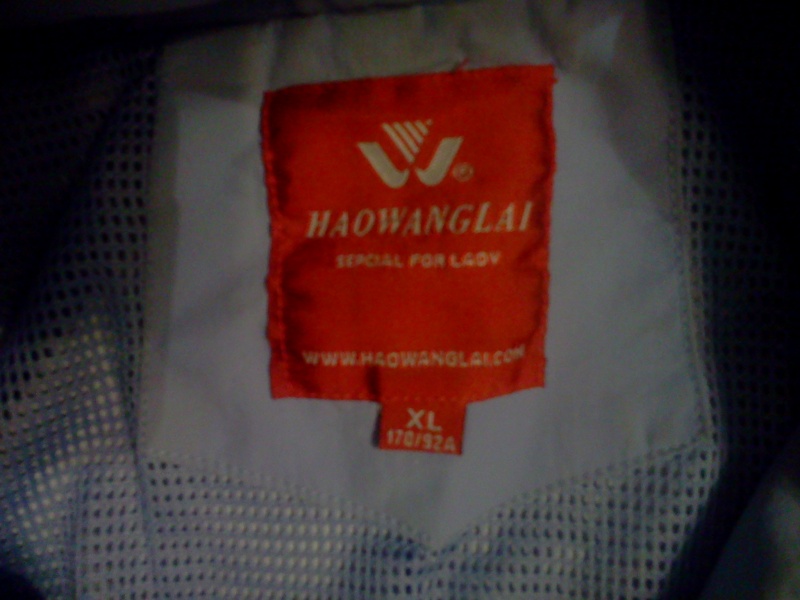 HAOWANGLAI
SEPCIAL FOR LADY
WWW.HAOWANGLAI.COM
XL
170/92A